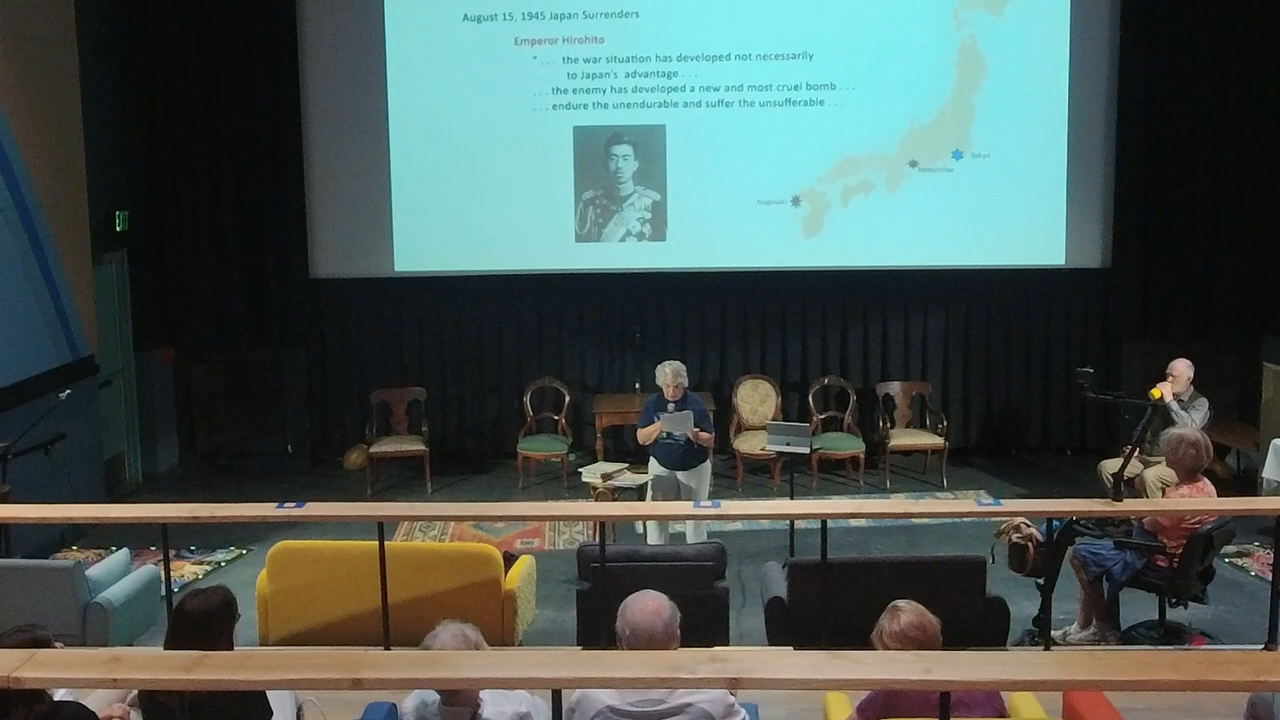 August 15, 1945 Japan Surrenders
Emperor Hirohito
" . . . the war situation has developed not necessarily
to Japan's advantage . . .
. . . the enemy has developed a new and most cruel bomb . . .
. . . endure the unendurable and suffer the unsufferable . . .
Tokyo
Hiroshima
Nagasaki
EXIT